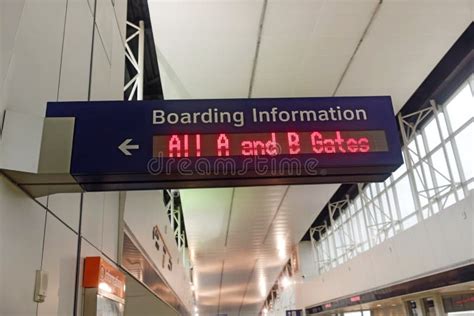 Boarding Information
← All A and B Gates
dreamstime